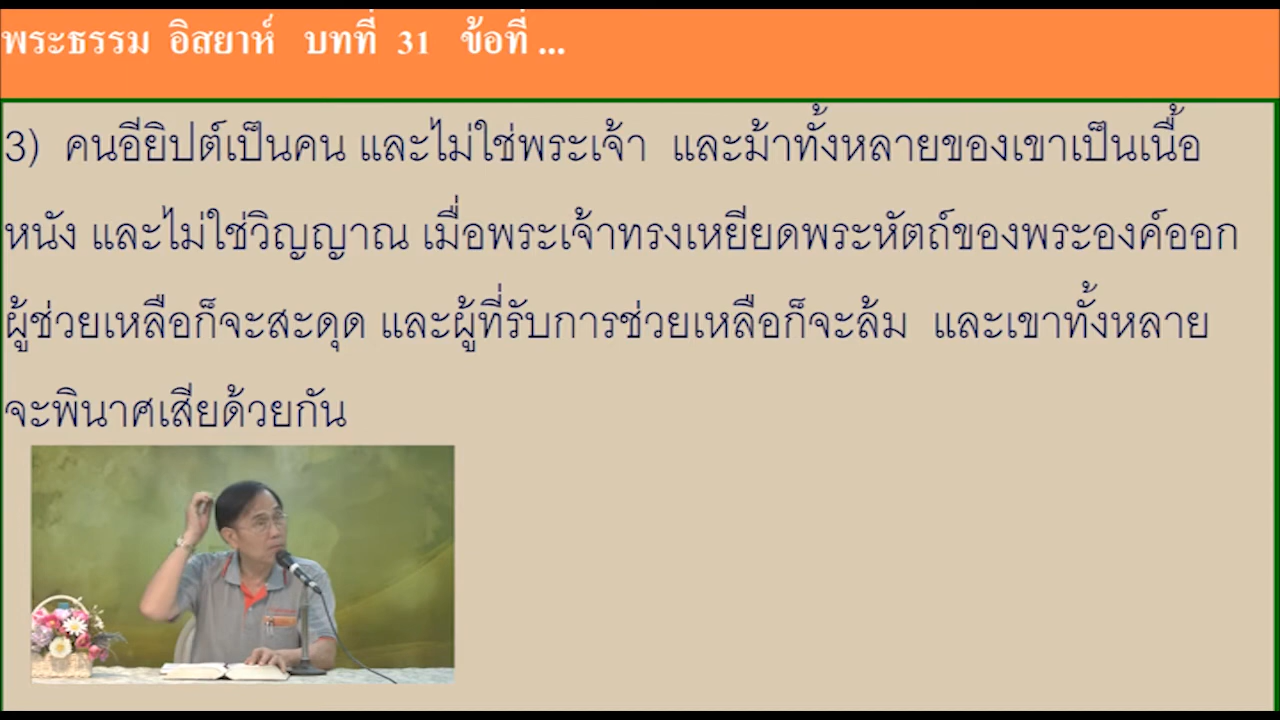 พระธรรม อิสยาห์ บทที่ 31 ข้อที่ ...
3) คนอียิปต์เป็นคน และไม่ใช่พระเจ้า และม้าทั้งหลายของเขาเป็นเนื้อ
หนัง และไม่ใช่วิญญาณ เมื่อพระเจ้าทรงเหยียดพระหัตถ์ของพระองค์ออก
ผู้ช่วยเหลือก็จะสะดุด และผู้ที่รับการช่วยเหลือก็จะล้ม และเขาทั้งหลาย
จะพินาศเสียด้วยกัน